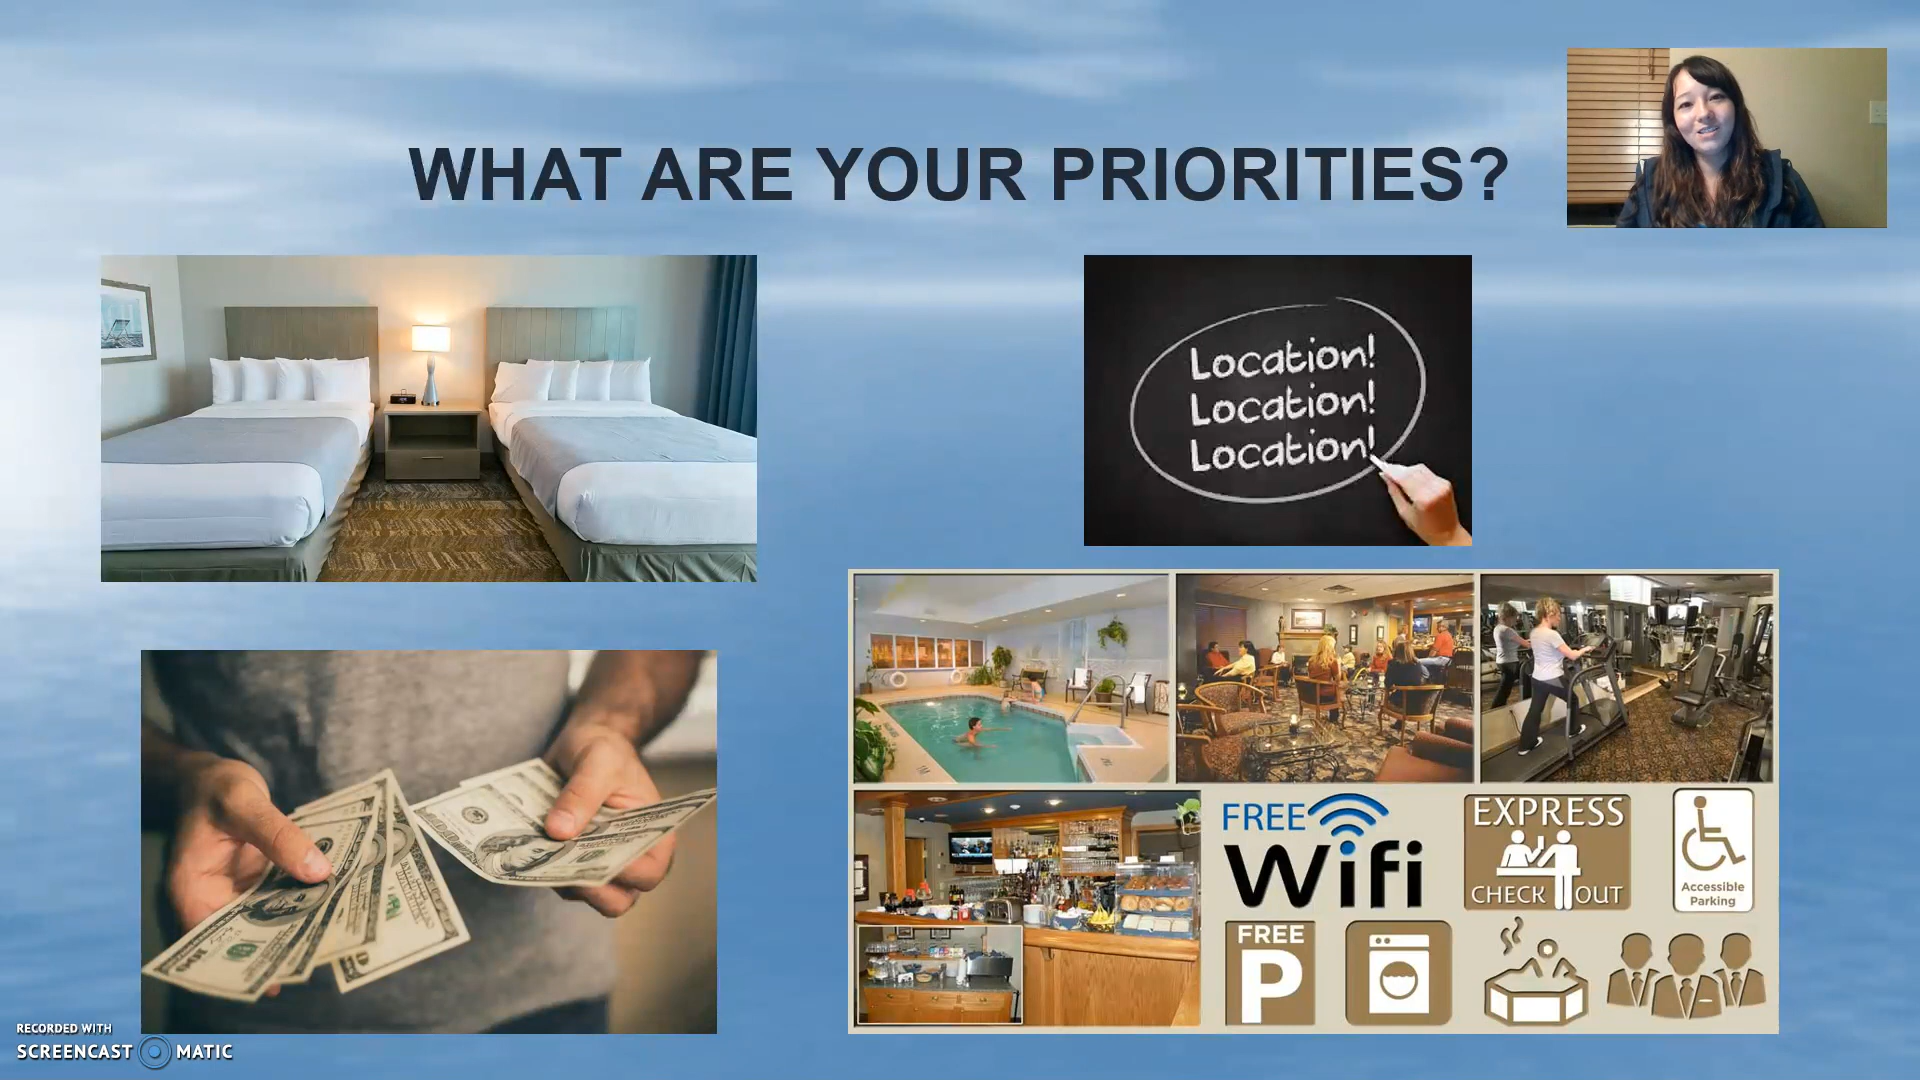 WHAT ARE YOUR PRIORITIES?
Location!
Location!
Location!
FREE
Wifi
EXPRESS
CHECK OUT
Accessible
Parking
FREE
P
RECORDED WITH
SCREENCAST MATIC